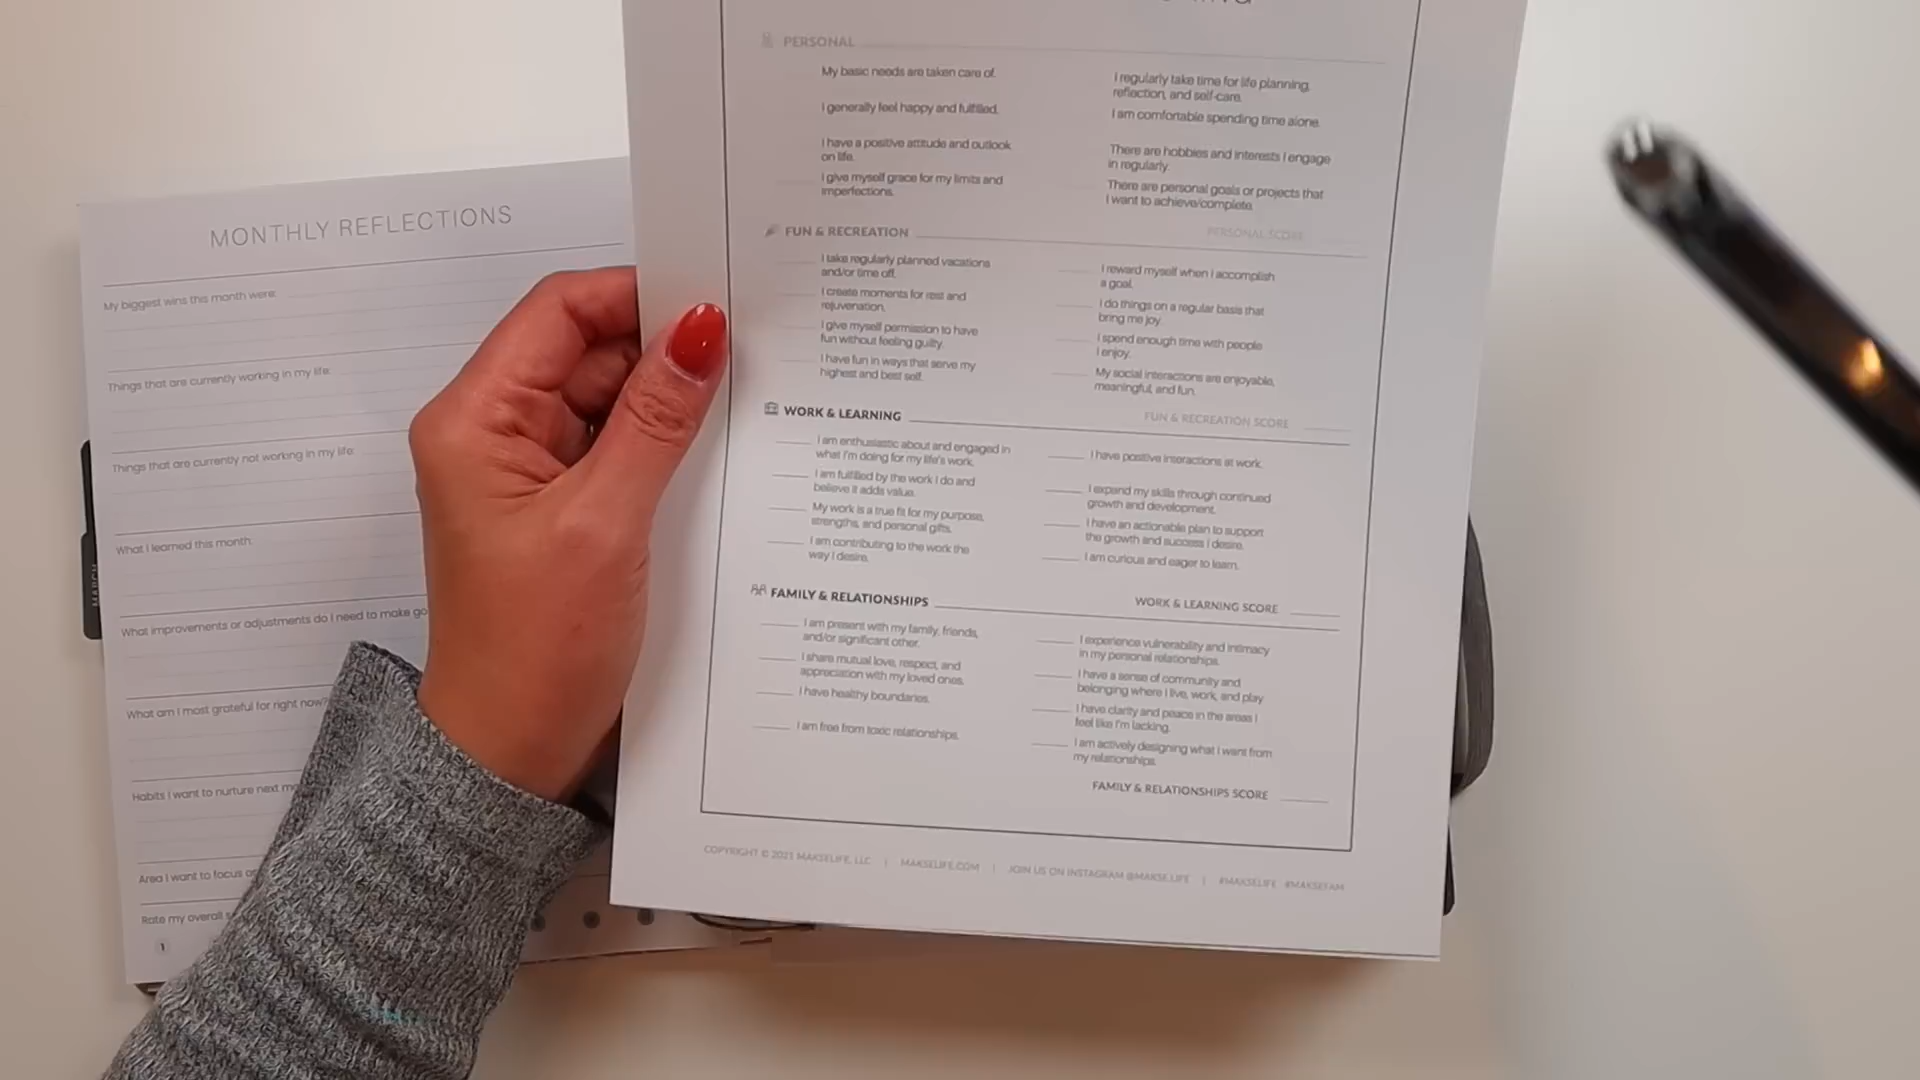 MONTHLY REFLECTIONS
My biggest wins this month were:
Things that are currently working in my life:
Things that are currently not working in my life:
What I learned this month:
What improvements or adjustments do I need to make go
What am I most grateful for right now?
Habits I want to nurture next m
Area I want to focus o
Rate my overall s
1
MARCH
PERSONAL
My basic needs are taken care of.
I generally feel happy and fulfilled.
I have a positive attitude and outlook
on life.
I give myself grace for my limits and
imperfections.
I regularly take time for life planning,
reflection, and self-care.
I am comfortable spending time alone.
There are hobbies and interests I engage
in regularly.
There are personal goals or projects that
I want to achieve/complete.
PERSONAL SCORE
FUN & RECREATION
I take regularly planned vacations
and/or time off.
I create moments for rest and
rejuvenation.
I give myself permission to have
fun without feeling guilty.
I have fun in ways that serve my
highest and best self.
I reward myself when I accomplish
a goal.
I do things on a regular basis that
bring me joy.
I spend enough time with people
I enjoy.
My social interactions are enjoyable,
meaningful, and fun.
FUN & RECREATION SCORE
WORK & LEARNING
I am enthusiastic about and engaged in
what I'm doing for my life's work.
I am fulfilled by the work I do and
believe it adds value.
My work is a true fit for my purpose,
strengths, and personal gifts.
I am contributing to the work the
way I desire.
I have positive interactions at work.
I expand my skills through continued
growth and development.
I have an actionable plan to support
the growth and success I desire.
I am curious and eager to learn.
WORK & LEARNING SCORE
FAMILY & RELATIONSHIPS
I am present with my family, friends,
and/or significant other.
I share mutual love, respect, and
appreciation with my loved ones.
I have healthy boundaries.
I am free from toxic relationships.
I experience vulnerability and intimacy
in my personal relationships.
I have a sense of community and
belonging where I live, work, and play.
I have clarity and peace in the areas I
feel like I'm lacking.
I am actively designing what I want from
my relationships.
FAMILY & RELATIONSHIPS SCORE
COPYRIGHT © 2021 MAKSELIFE, LLC | MAKSELIFE.COM | JOIN US ON INSTAGRAM @MAKSE.LIFE | #MAKSELIFE #MAKSEFAM